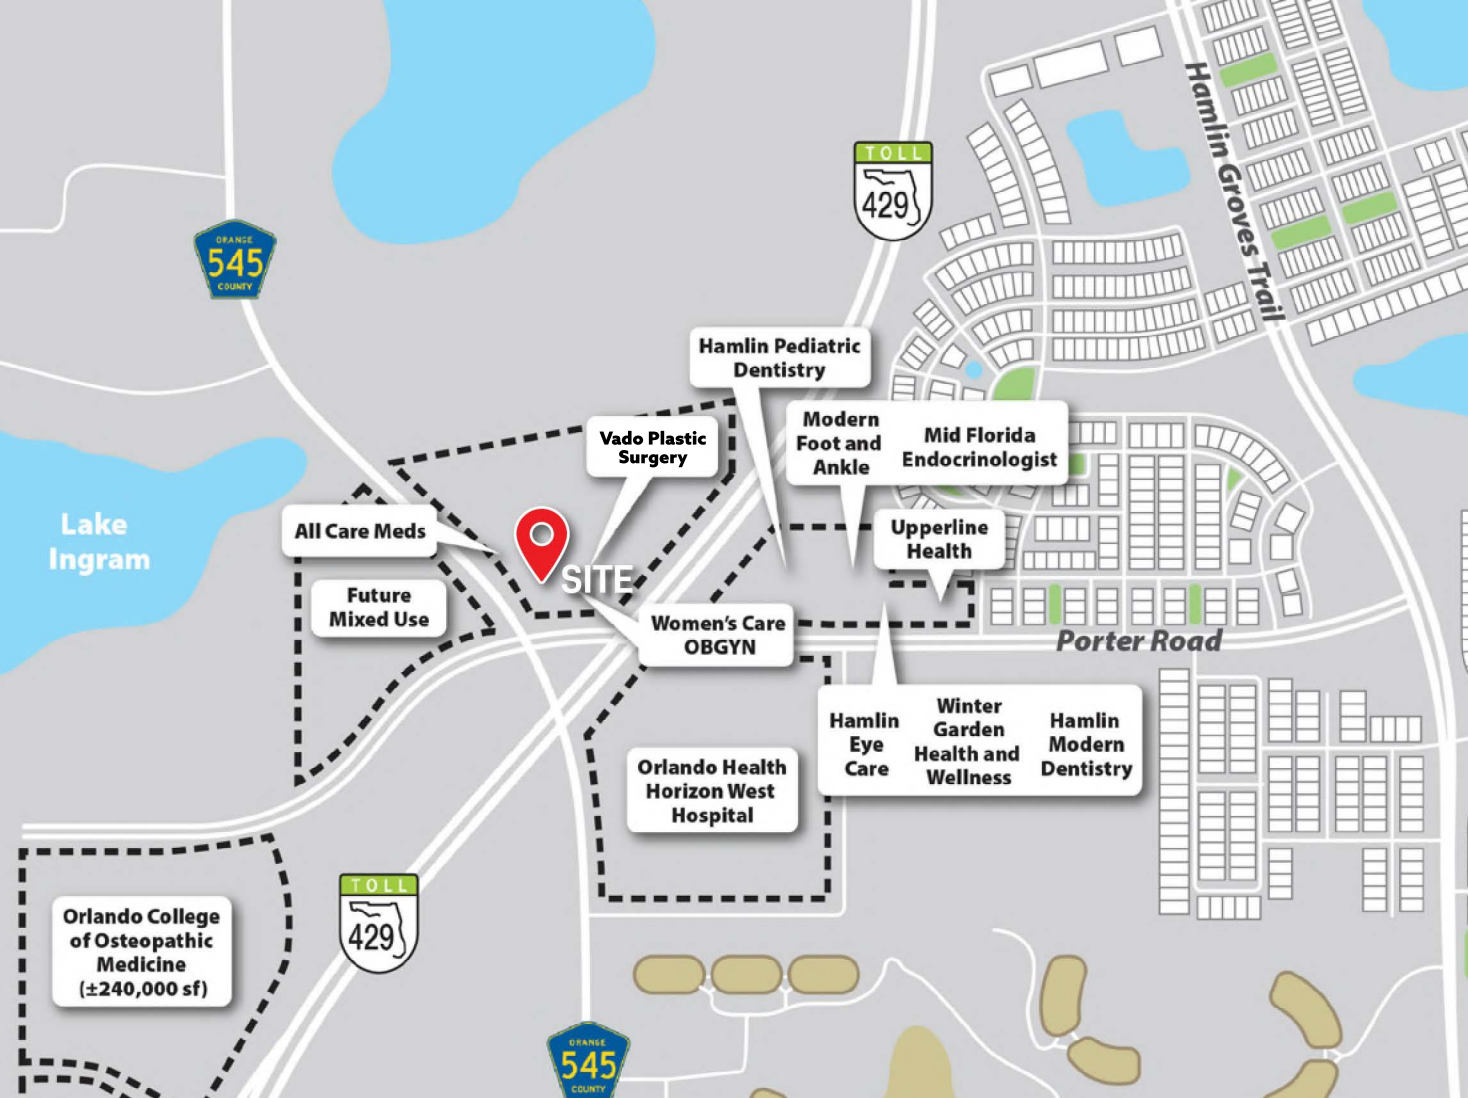 TOLL
429
Hamlin Groves Trail
ORANGE
545
COUNTY
Hamlin Pediatric
Dentistry
Modern
Foot and
Ankle
Mid Florida
Endocrinologist
Vado Plastic
Surgery
All Care Meds
Upperline
Health
Lake
Ingram
SITE
Future
Mixed Use
Women's Care
OBGYN
Porter Road
Hamlin
Eye
Care
Winter
Garden
Health and
Wellness
Hamlin
Modern
Dentistry
Orlando Health
Horizon West
Hospital
TOLL
429
Orlando College
of Osteopathic
Medicine
(±240,000 sf)
ORANGE
545
COUNTY